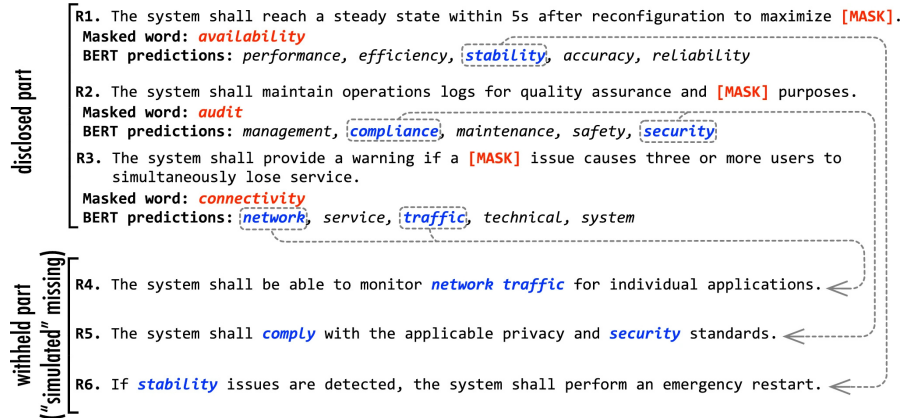 disclosed part
R1. The system shall reach a steady state within 5s after reconfiguration to maximize [MASK].
Masked word: availability
BERT predictions: performance, efficiency, stability, accuracy, reliability
R2. The system shall maintain operations logs for quality assurance and [MASK] purposes.
Masked word: audit
BERT predictions: management, compliance, maintenance, safety, security
R3. The system shall provide a warning if a [MASK] issue causes three or more users to
simultaneously lose service.
Masked word: connectivity
BERT predictions: network, service, traffic, technical, system
withheld part
("simulated" missing)
R4. The system shall be able to monitor network traffic for individual applications.
R5. The system shall comply with the applicable privacy and security standards.
R6. If stability issues are detected, the system shall perform an emergency restart.